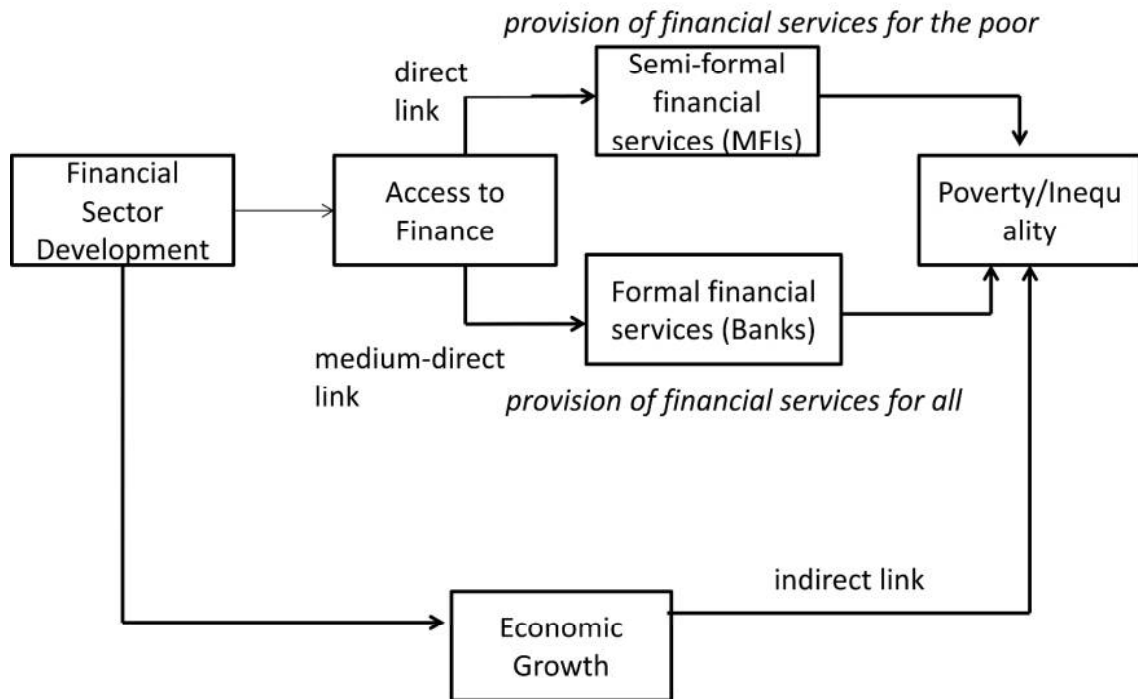 provision of financial services for the poor
direct
link
Semi-formal
financial
services (MFIs)
Financial
Sector
Development
Access to
Finance
Poverty/Inequ
ality
Formal financial
services (Banks)
medium-direct
link
provision of financial services for all
indirect link
Economic
Growth